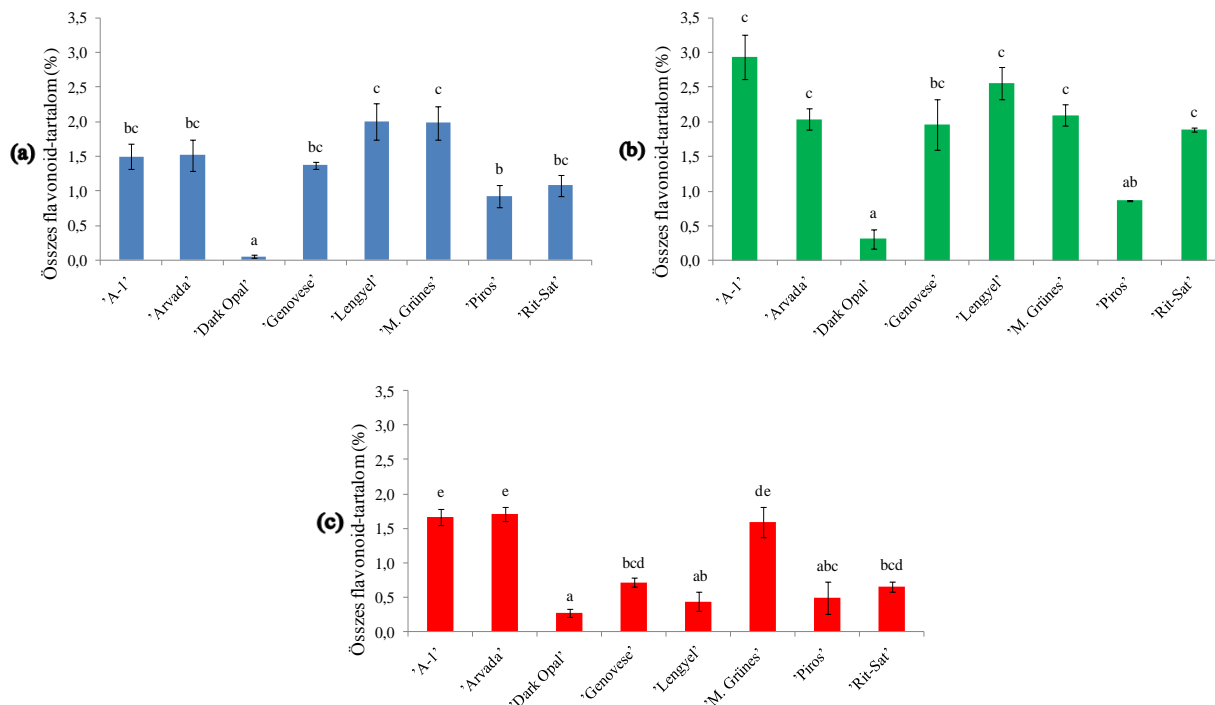 (a)
Összes flavonoid-tartalom (%)
3,5
3,0
2,5
2,0
1,5
1,0
0,5
0,0
bc
bc
a
bc
c
c
b
bc
’A-1’
’Arvada’
’Dark Opal’
’Genovese’
’Lengyel’
’M. Grünes’
’Piros’
’Rit-Sat’
(b)
Összes flavonoid-tartalom (%)
3,5
3,0
2,5
2,0
1,5
1,0
0,5
0,0
c
c
a
bc
c
c
ab
c
’A-1’
’Arvada’
’Dark Opal’
’Genovese’
’Lengyel’
’M. Grünes’
’Piros’
’Rit-Sat’
(c)
Összes flavonoid-tartalom (%)
3,5
3,0
2,5
2,0
1,5
1,0
0,5
0,0
e
e
a
bcd
ab
de
abc
bcd
’A-1’
’Arvada’
’Dark Opal’
’Genovese’
’Lengyel’
’M. Grünes’
’Piros’
’Rit-Sat’